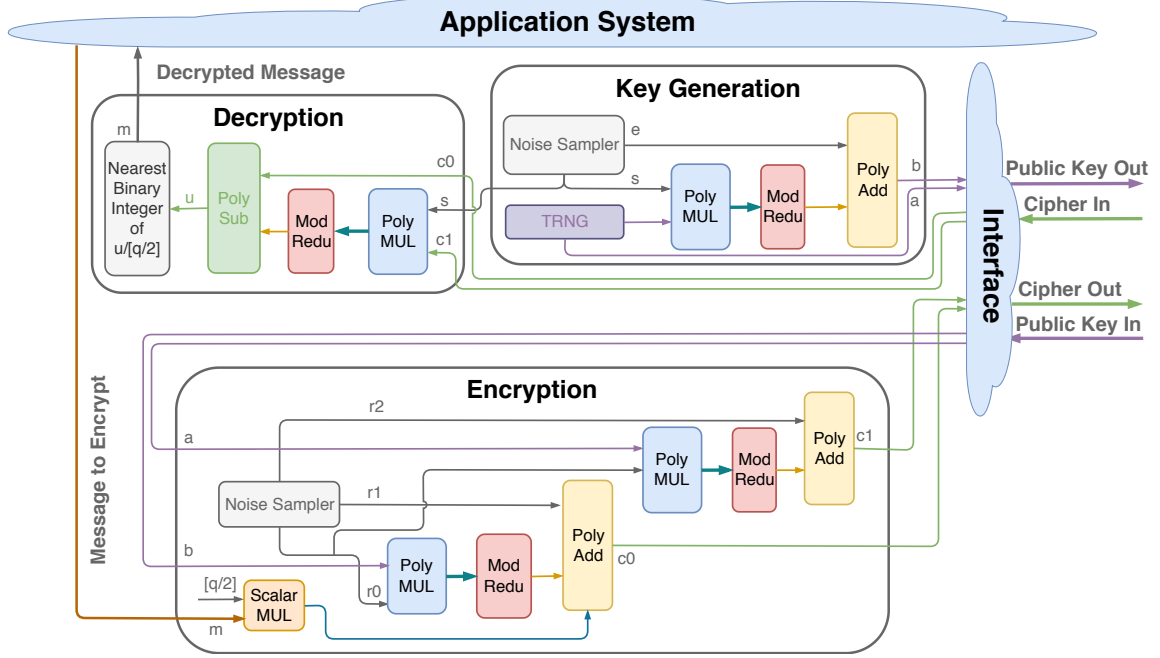 Application System
Decrypted Message
m
Decryption
Nearest
Binary
Integer
of
u/[q/2]
u
Poly
Sub
Mod
Redu
Poly
MUL
c0
s
c1
Key Generation
Noise Sampler
e
s
TRNG
Poly
MUL
Mod
Redu
Poly
Add
b
a
Interface
Public Key Out
Cipher In
Cipher Out
Public Key In
Message to Encrypt
Encryption
r2
a
Noise Sampler
r1
b
r0
[q/2]
m
Scalar
MUL
Poly
MUL
Mod
Redu
Poly
Add
c0
Poly
MUL
Mod
Redu
Poly
Add
c1